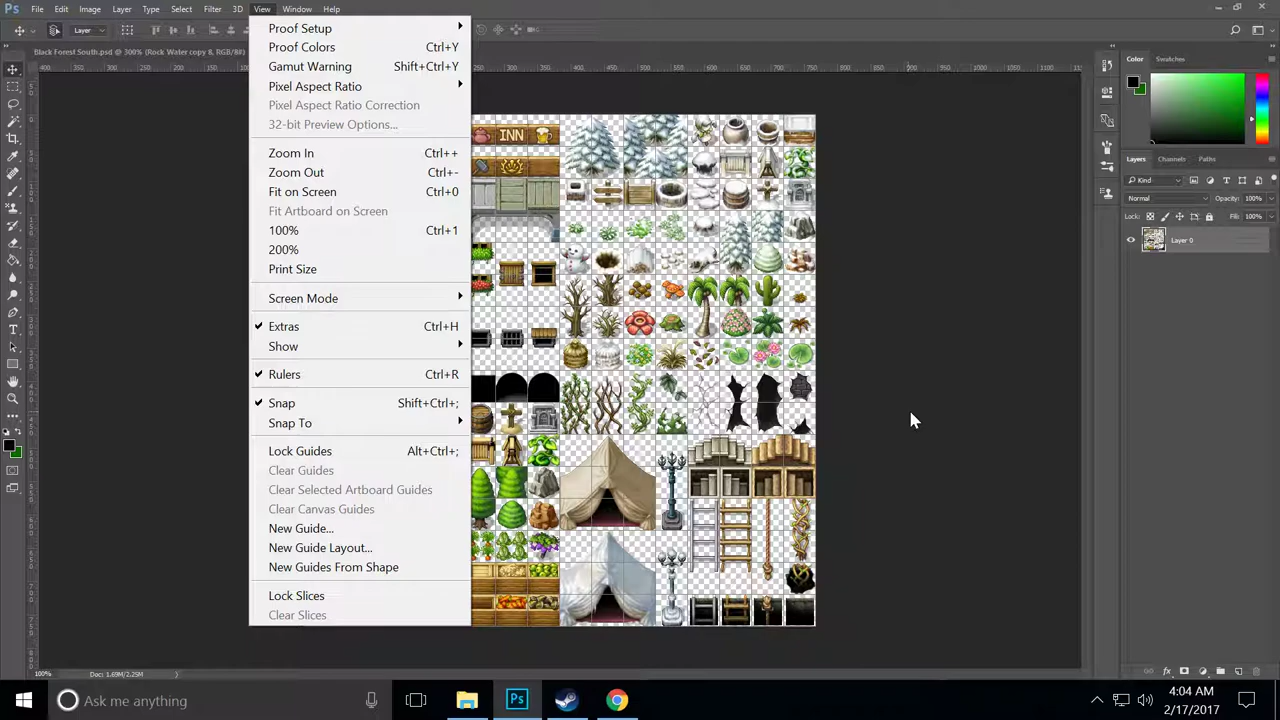 Ps File Edit Image Layer Type Select Filter 3D View Window Help
Layer
Black Forest South.psd @ 300% (Rock Water copy 8, RGB/8#)
Proof Setup
Proof Colors Ctrl+Y
Gamut Warning Shift+Ctrl+Y
Pixel Aspect Ratio
Pixel Aspect Ratio Correction
32-bit Preview Options...
Zoom In Ctrl++
Zoom Out Ctrl+-
Fit on Screen Ctrl+0
Fit Artboard on Screen
100% Ctrl+1
200%
Print Size
Screen Mode
Extras Ctrl+H
Show
Rulers Ctrl+R
Snap Shift+Ctrl+;
Snap To
Lock Guides Alt+Ctrl+;
Clear Guides
Clear Selected Artboard Guides
Clear Canvas Guides
New Guide...
New Guide Layout...
New Guides From Shape
Lock Slices
Clear Slices
INN
Color Swatches
Layers Channels Paths
Kind
Normal Opacity: 100%
Lock: Fill: 100%
Layer 0
100% Doc: 1.69M/2.25M
Ask me anything
Ps
4:04 AM
2/17/2017